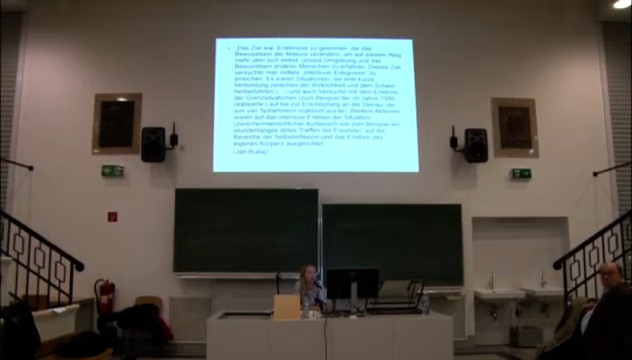 „Das Ziel war, Erlebnisse zu gewinnen, die das
Bewusstsein der Akteure verändern, um auf diesem Weg
mehr über sich selbst, unsere Umgebung und das
Bewusstsein anderer Menschen zu erfahren. Dieses Ziel
versuchte man mittels „intensiver Ereignisse“ zu
erreichen. Es waren Situationen, die eine kurze
Verbindung zwischen der Wirklichkeit und dem Schein
herbeiführten (...) und auch Versuche mit dem Erlebnis
der Grenzsituationen (zum Beispiel der im Jahre 1980
realisierte Lauf bis zur Erschöpfung an der Donau, der
von Teilnehmern realisiert wurde). Weitere Aktionen
waren auf das intensive Erleben der Situation
zwischenmenschlicher Austausch wie zum Beispiel ein
stundenlanges stilles Treffen der Freunde), auf die
Bereiche der Selbstreflexion und das Erleben des
eigenen Körpers ausgerichtet.
(Ján Budaj)